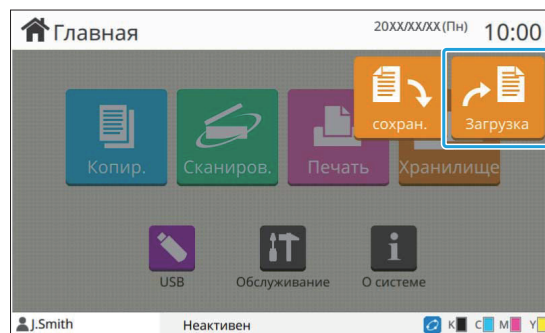 Главная
20XX/XX/XX (Пн) 10:00
сохран. Загрузка
Копир. Сканиров. Печать Хранилище
USB Обслуживание О системе
J.Smith Неактивен K C M Y